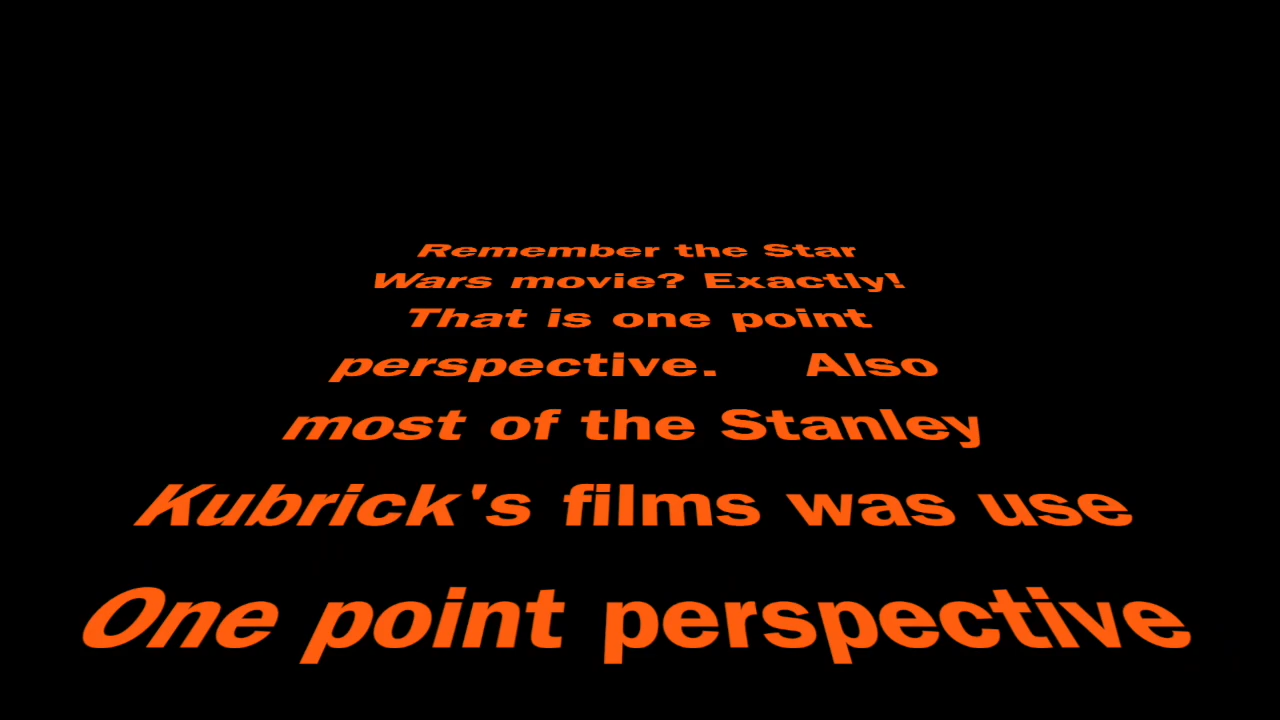 Remember the Star
Wars movie? Exactly!
That is one point
perspective. Also
most of the Stanley
Kubrick's films was use
One point perspective